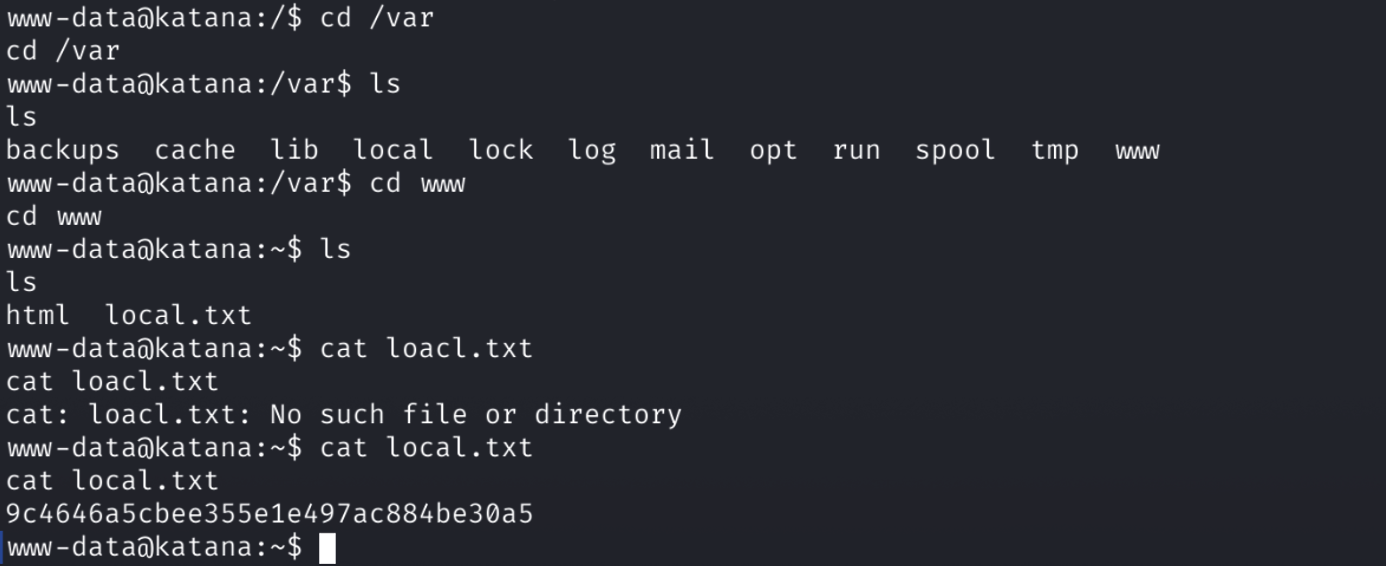 www-data@katana:/$ cd /var
cd /var
www-data@katana:/var$ ls
ls
backups  cache  lib  local  lock  log  mail  opt  run  spool  tmp  www
www-data@katana:/var$ cd www
cd www
www-data@katana:~$ ls
ls
html  local.txt
www-data@katana:~$ cat loacl.txt
cat loacl.txt
cat: loacl.txt: No such file or directory
www-data@katana:~$ cat local.txt
cat local.txt
9c4646a5cbee355e1e497ac884be30a5
www-data@katana:~$